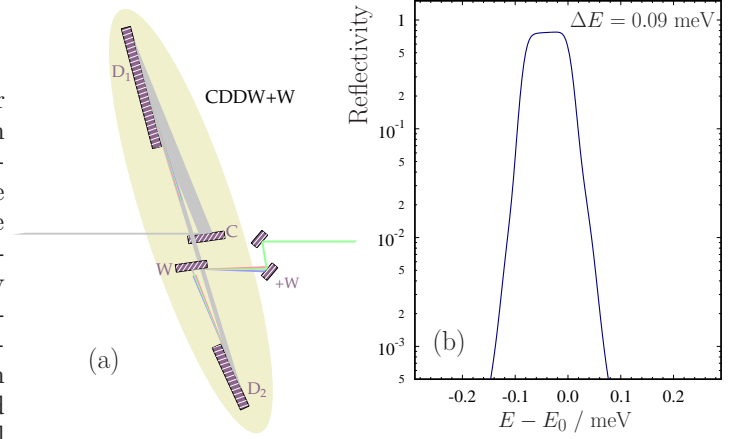 r
n
-
e
e
-
y
-
-
n
d
l
D1
CDDW+W
C
W
+W
D2
(a)
Reflectivity
ΔE = 0.09 meV
1
5
2
10-1
5
2
10-2
5
2
10-3
5
(b)
-0.2 -0.1 0.0 0.1 0.2
E − E0 / meV